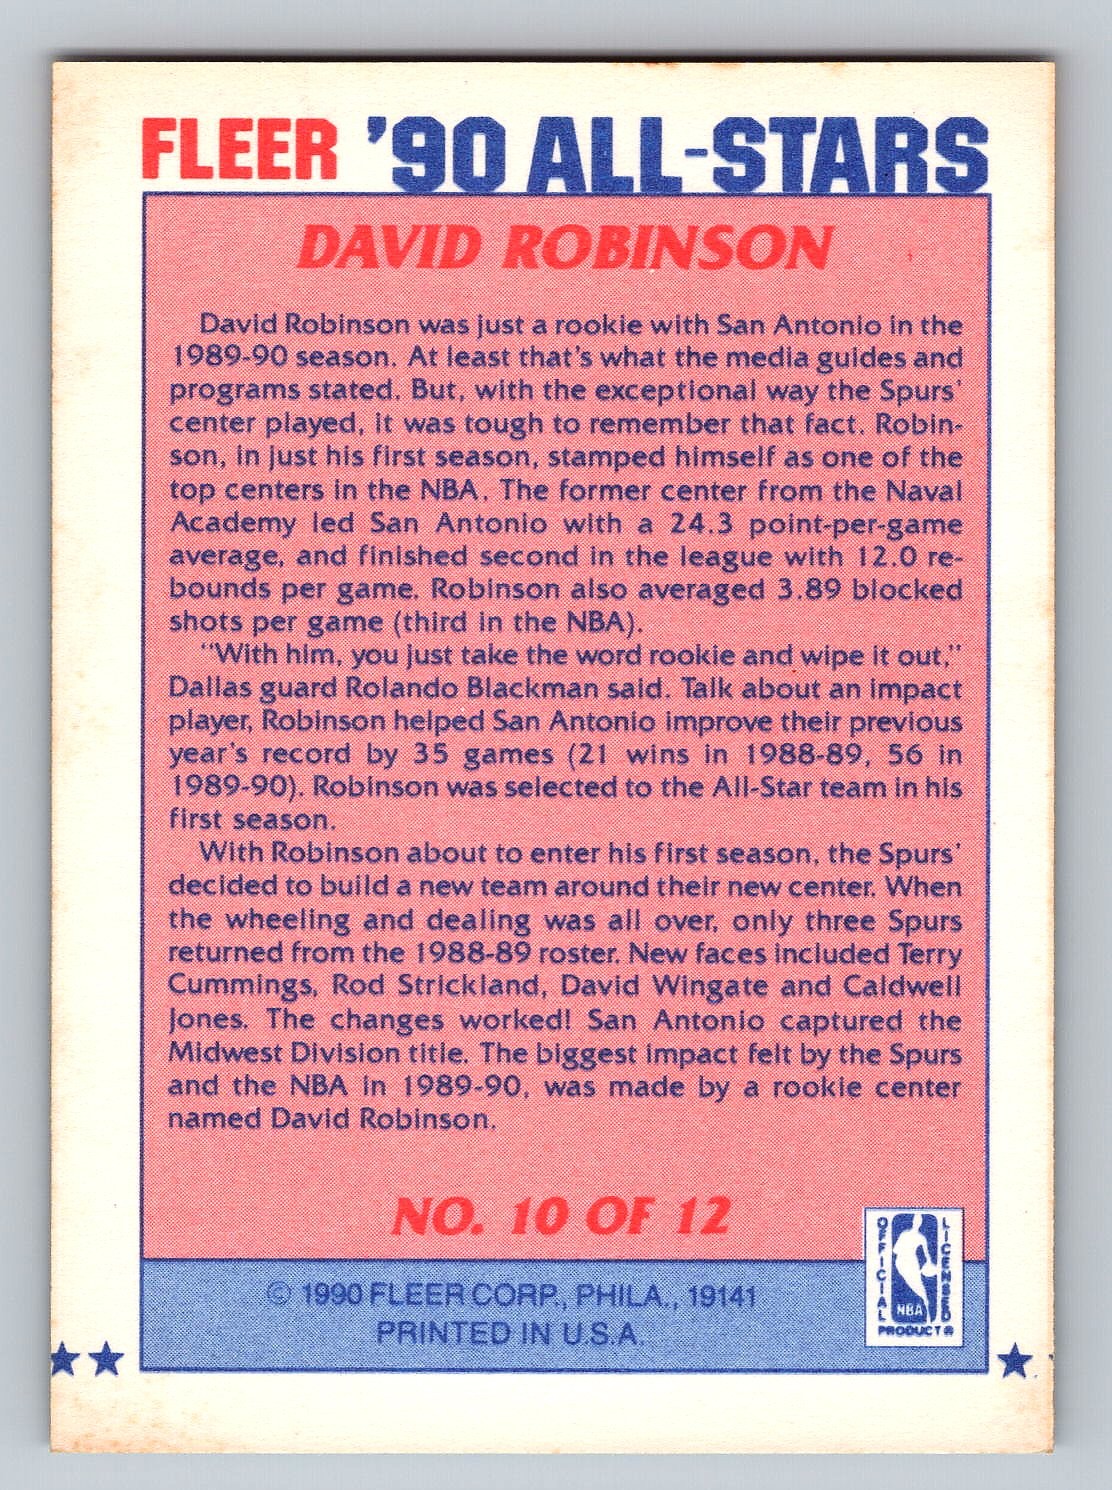 FLEER '90 ALL-STARS
DAVID ROBINSON
David Robinson was just a rookie with San Antonio in the
1989-90 season. At least that's what the media guides and
programs stated. But, with the exceptional way the Spurs'
center played, it was tough to remember that fact. Robin-
son, in just his first season, stamped himself as one of the
top centers in the NBA. The former center from the Naval
Academy led San Antonio with a 24.3 point-per-game
average, and finished second in the league with 12.0 re-
bounds per game. Robinson also averaged 3.89 blocked
shots per game (third in the NBA).
"With him, you just take the word rookie and wipe it out,"
Dallas guard Rolando Blackman said. Talk about an impact
player, Robinson helped San Antonio improve their previous
year's record by 35 games (21 wins in 1988-89, 56 in
1989-90). Robinson was selected to the All-Star team in his
first season.
With Robinson about to enter his first season, the Spurs'
decided to build a new team around their new center. When
the wheeling and dealing was all over, only three Spurs
returned from the 1988-89 roster. New faces included Terry
Cummings, Rod Strickland, David Wingate and Caldwell
Jones. The changes worked! San Antonio captured the
Midwest Division title. The biggest impact felt by the Spurs
and the NBA in 1989-90, was made by a rookie center
named David Robinson.
NO. 10 OF 12
© 1990 FLEER CORP., PHILA., 19141
PRINTED IN U.S.A.
OFFICIAL
LICENSED
NBA
PRODUCT®